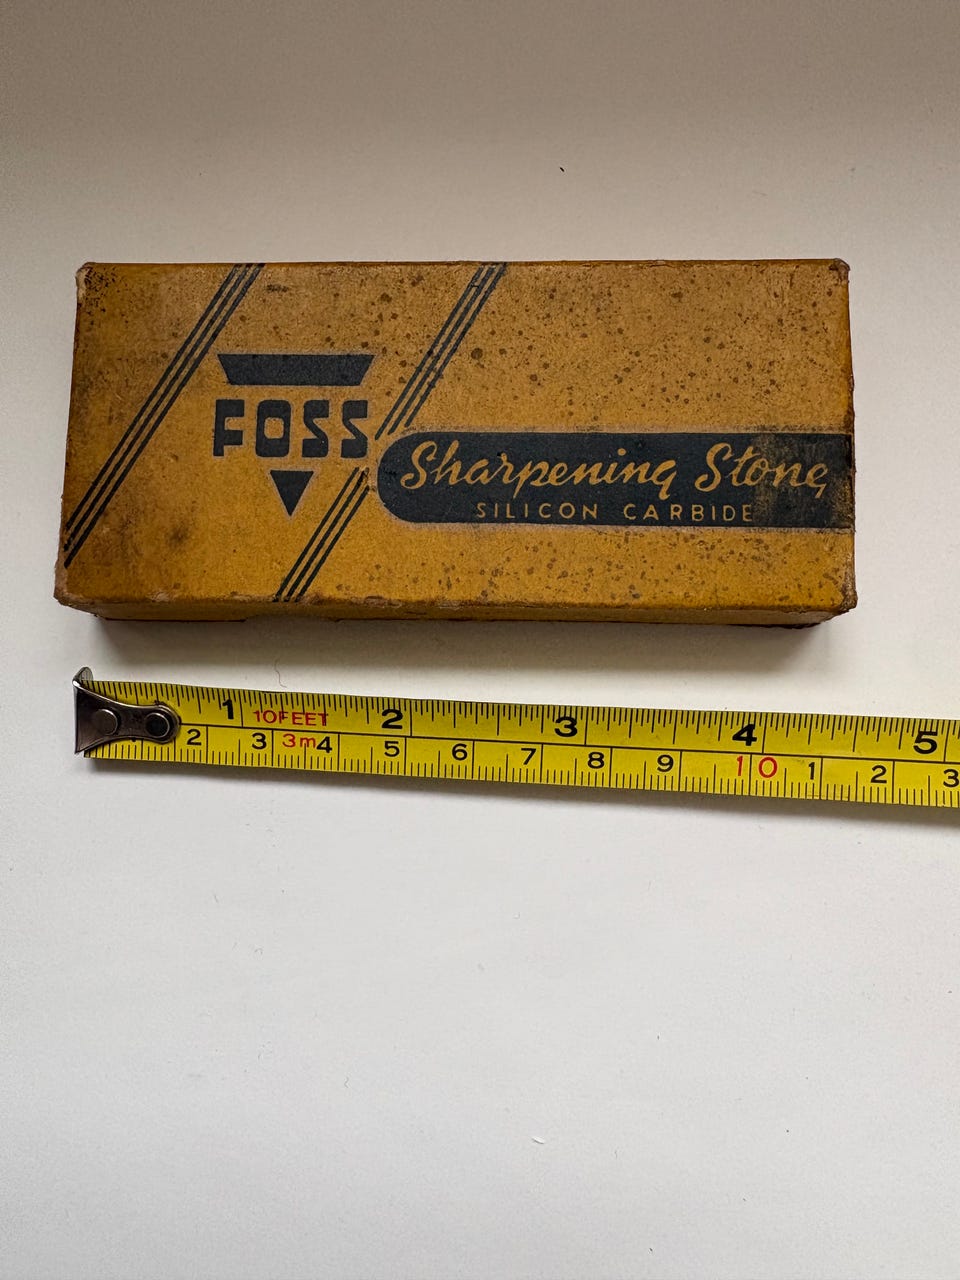 FOSS
Sharpening Stone
SILICON CARBIDE
1 10FEET 2 3 4 5
2 3 3m 4 5 6 7 8 9 10 1 2 3